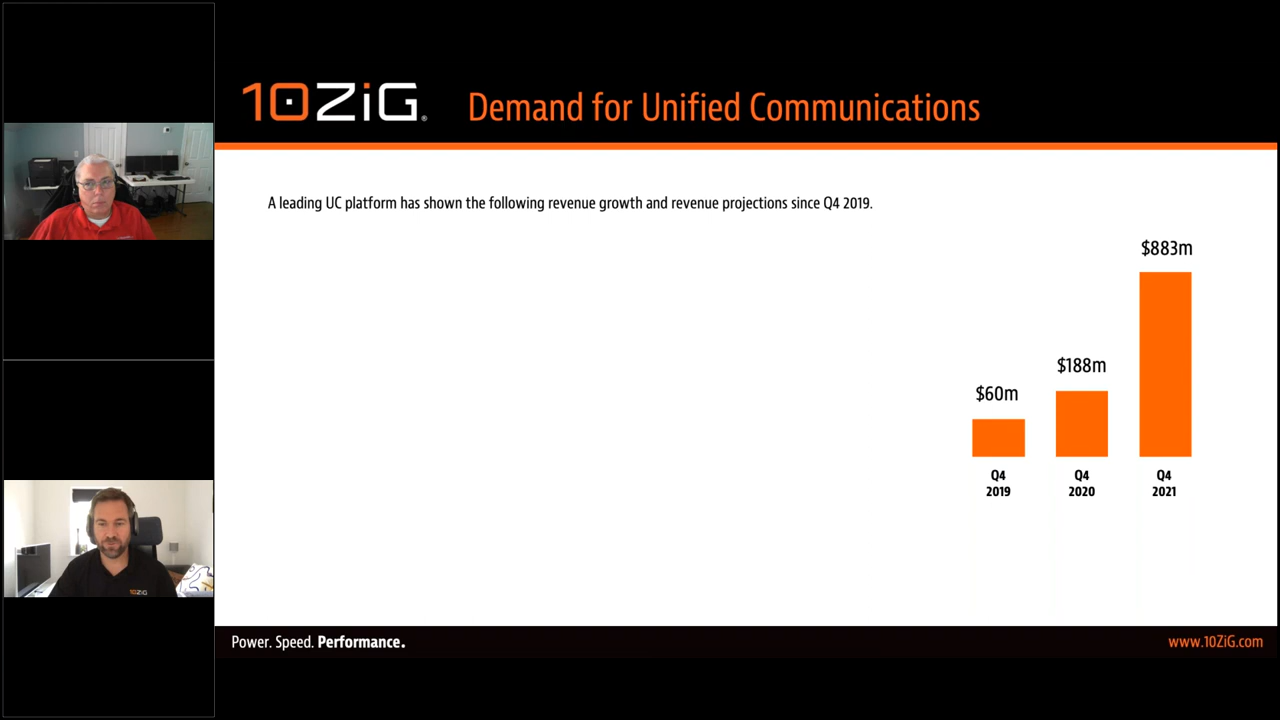 10ZiG®
Demand for Unified Communications
A leading UC platform has shown the following revenue growth and revenue projections since Q4 2019.
$883m
$188m
$60m
Q4
2019
Q4
2020
Q4
2021
10ZiG
Power. Speed. Performance.
www.10ZiG.com